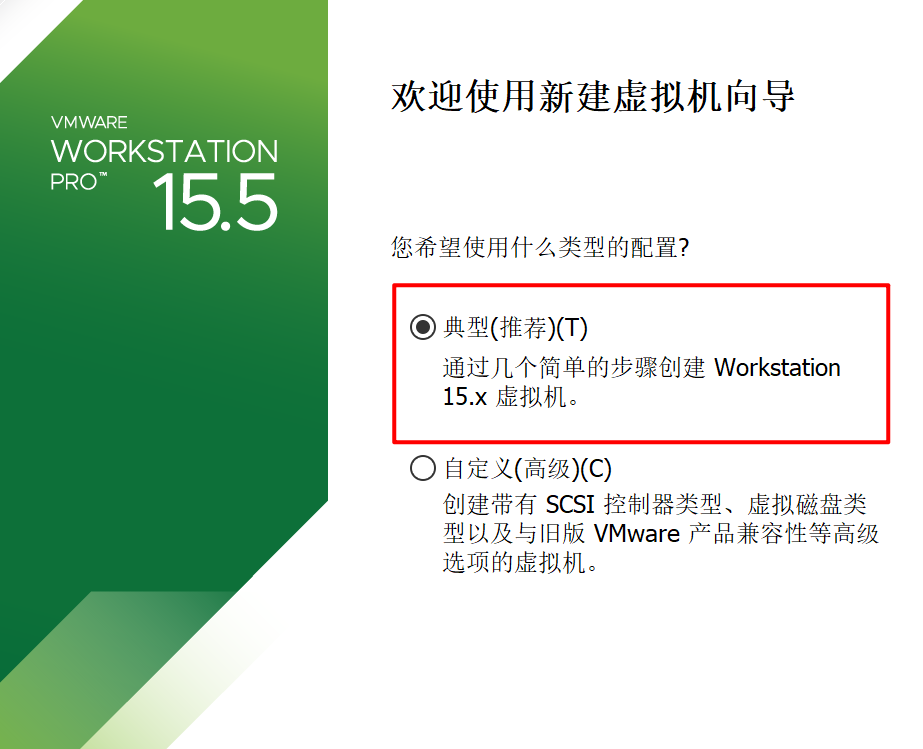 VMWARE
WORKSTATION
PRO™
15.5
欢迎使用新建虚拟机向导
您希望使用什么类型的配置?
典型(推荐)(T)
通过几个简单的步骤创建 Workstation
15.x 虚拟机。
自定义(高级)(C)
创建带有 SCSI 控制器类型、虚拟磁盘类
型以及与旧版 VMware 产品兼容性等高级
选项的虚拟机。